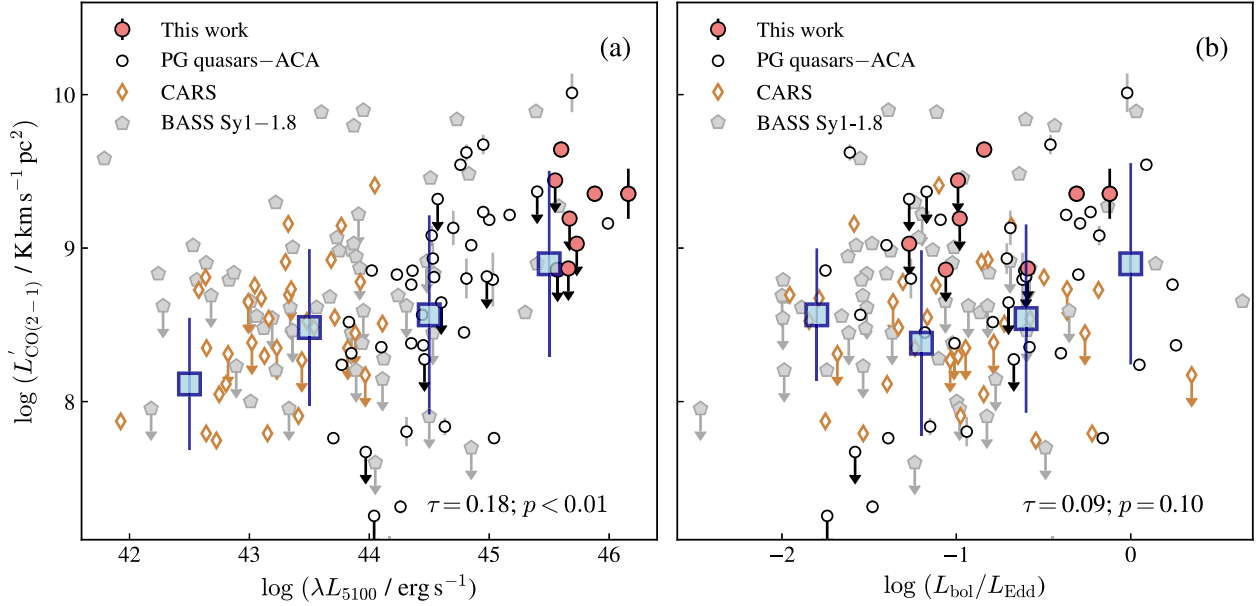 This work
PG quasars−ACA
CARS
BASS Sy1−1.8
(a)
10
9
8
log (L′CO(2−1) / K km s−1 pc2)
τ = 0.18; p < 0.01
42 43 44 45 46
log (λL5100 / erg s−1)
This work
PG quasars−ACA
CARS
BASS Sy1-1.8
(b)
τ = 0.09; p = 0.10
-2 -1 0
log (Lbol/LEdd)